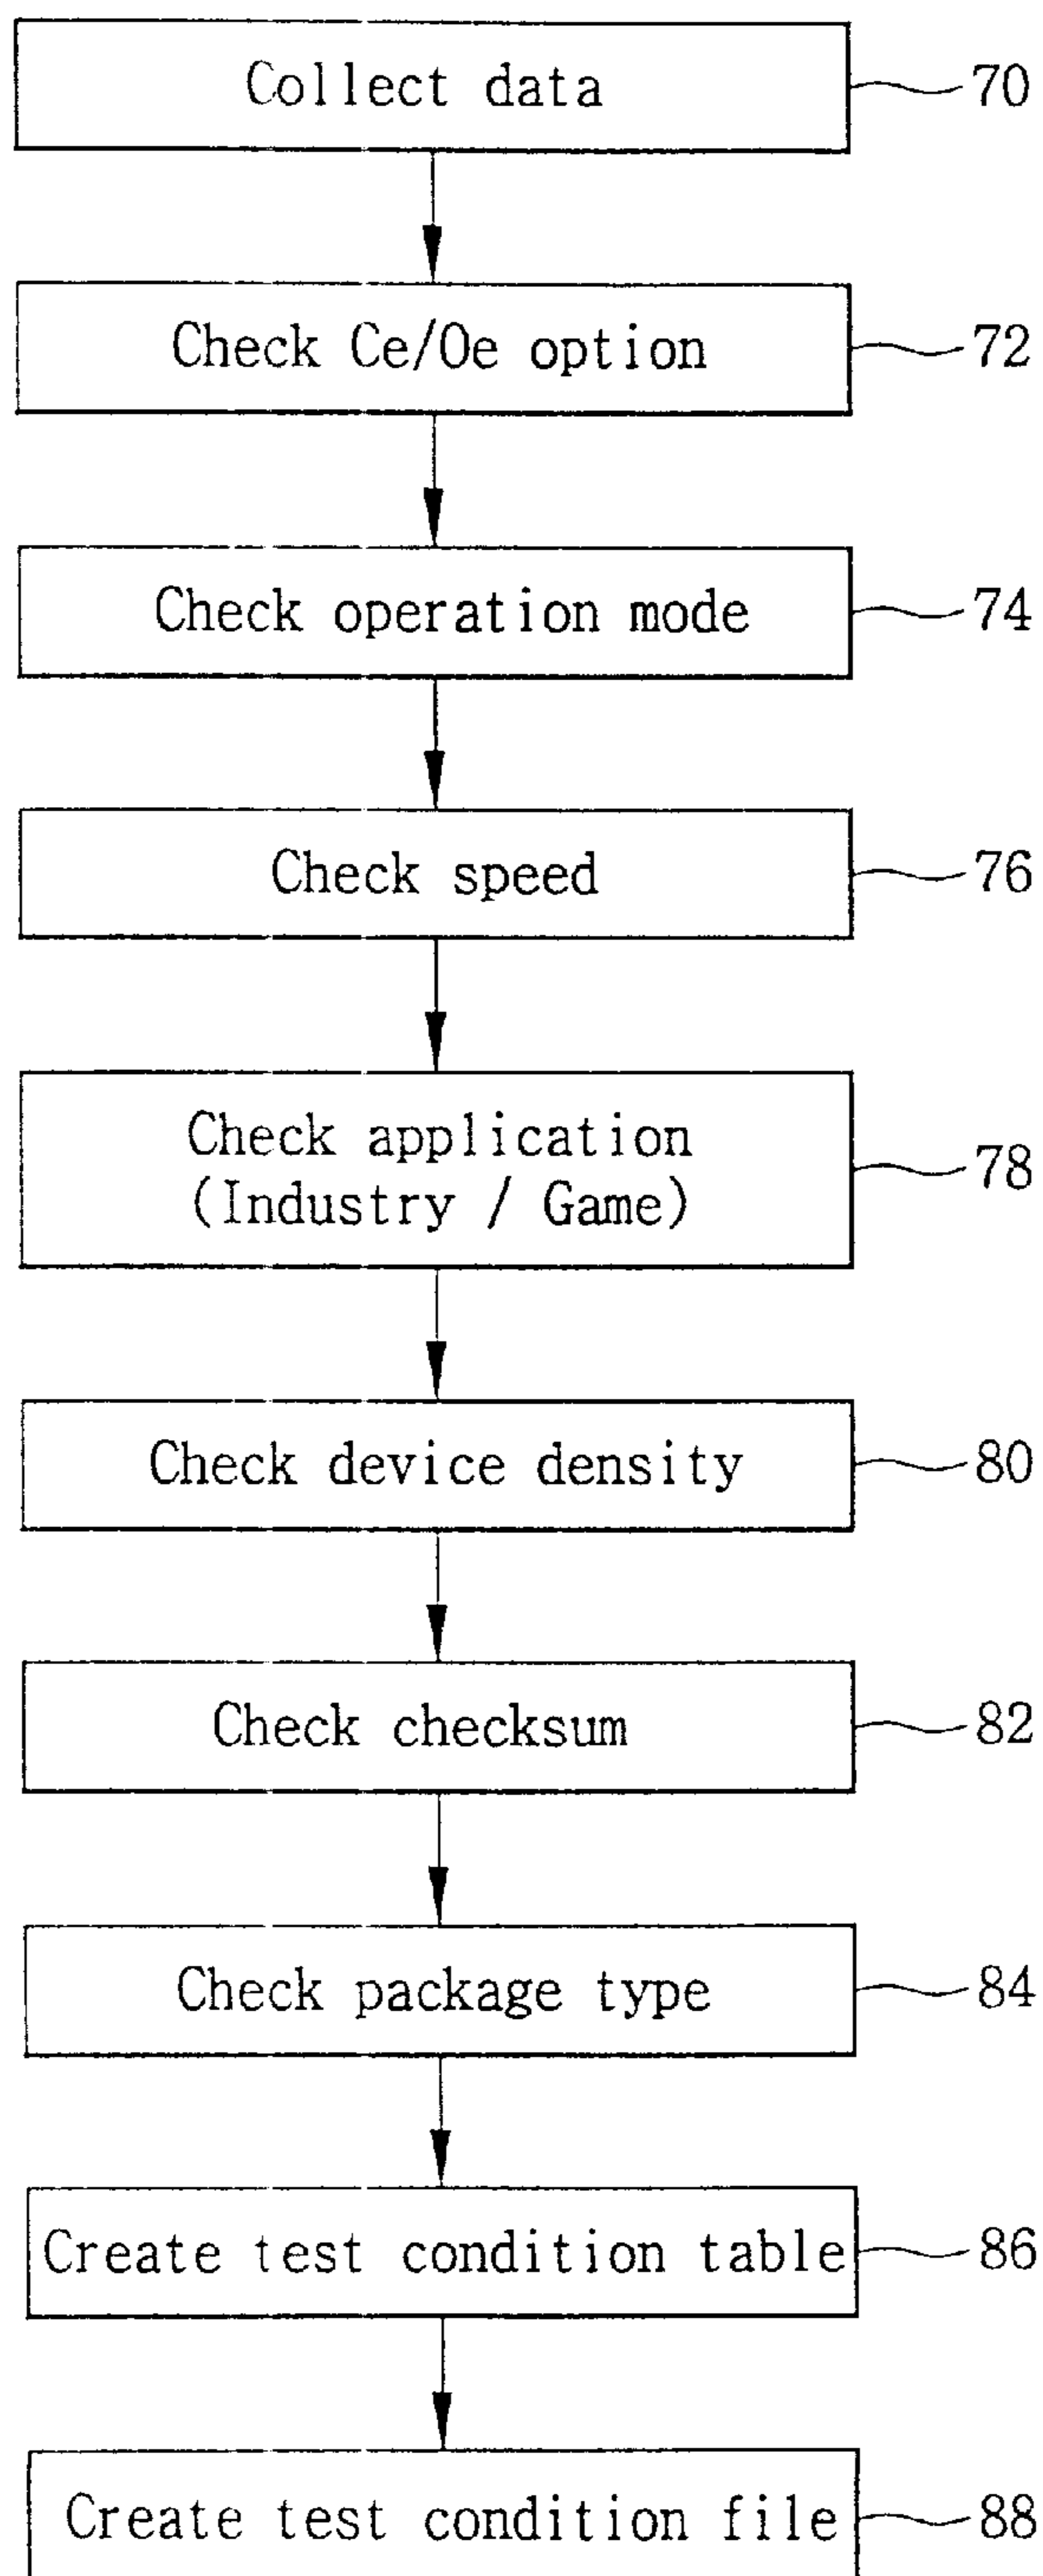 Collect data 70
Check Ce/Oe option 72
Check operation mode 74
Check speed 76
Check application
(Industry / Game) 78
Check device density 80
Check checksum 82
Check package type 84
Create test condition table 86
Create test condition file 88